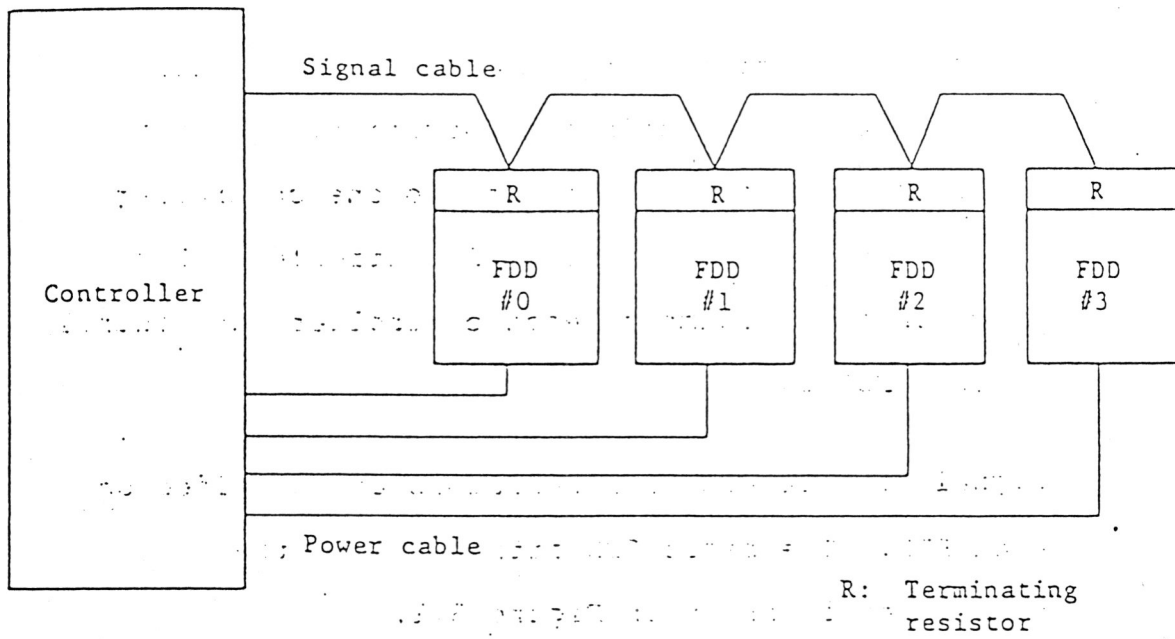 Signal cable
R R R R
FDD FDD FDD FDD
Controller
#0 #1 #2 #3
Power cable
R: Terminating
resistor